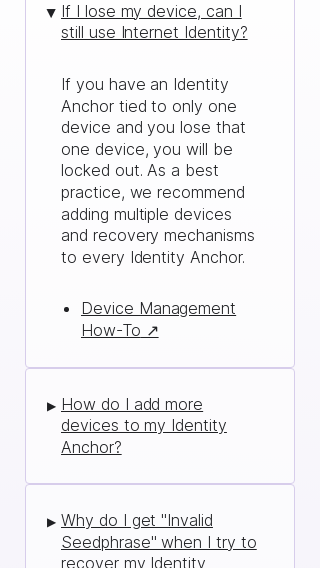 ▼ If I lose my device, can I
still use Internet Identity?
If you have an Identity
Anchor tied to only one
device and you lose that
one device, you will be
locked out. As a best
practice, we recommend
adding multiple devices
and recovery mechanisms
to every Identity Anchor.
• Device Management
How-To ↗
▶ How do I add more
devices to my Identity
Anchor?
▶ Why do I get "Invalid
Seedphrase" when I try to
recover my Identity